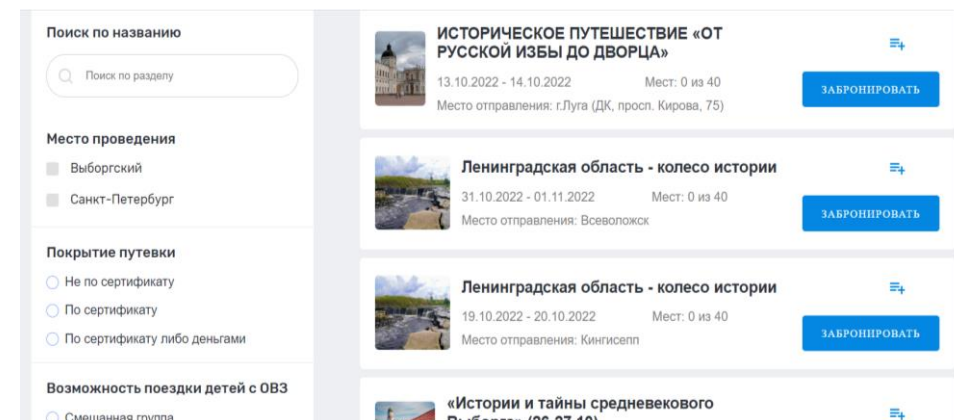 Поиск по названию
Поиск по разделу
Место проведения
Выборгский
Санкт-Петербург
Покрытие путевки
Не по сертификату
По сертификату
По сертификату либо деньгами
Возможность поездки детей с ОВЗ
Смешанная группа
ИСТОРИЧЕСКОЕ ПУТЕШЕСТВИЕ «ОТ
РУССКОЙ ИЗБЫ ДО ДВОРЦА»
13.10.2022 - 14.10.2022 Мест: 0 из 40
Место отправления: г.Луга (ДК, просп. Кирова, 75)
ЗАБРОНИРОВАТЬ
Ленинградская область - колесо истории
31.10.2022 - 01.11.2022 Мест: 0 из 40
Место отправления: Всеволожск
ЗАБРОНИРОВАТЬ
Ленинградская область - колесо истории
19.10.2022 - 20.10.2022 Мест: 0 из 40
Место отправления: Кингисепп
ЗАБРОНИРОВАТЬ
«Истории и тайны средневекового
Выборга» (26-27.10)